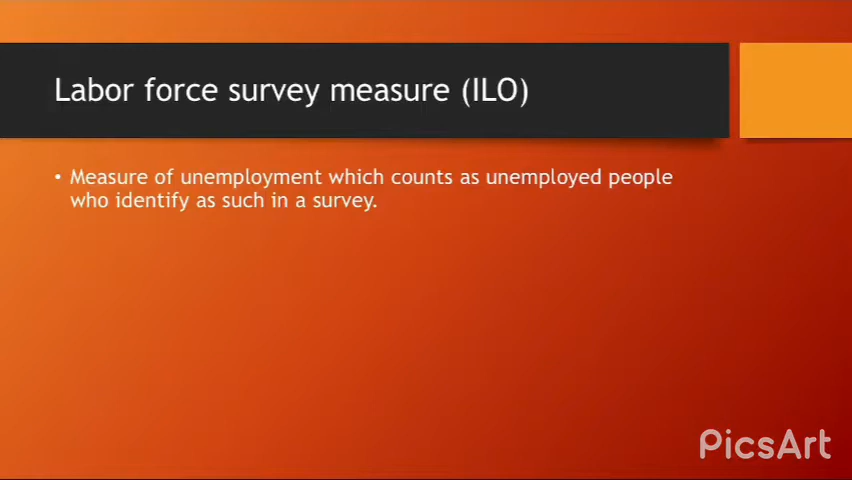 Labor force survey measure (ILO)
• Measure of unemployment which counts as unemployed people
who identify as such in a survey.
PicsArt